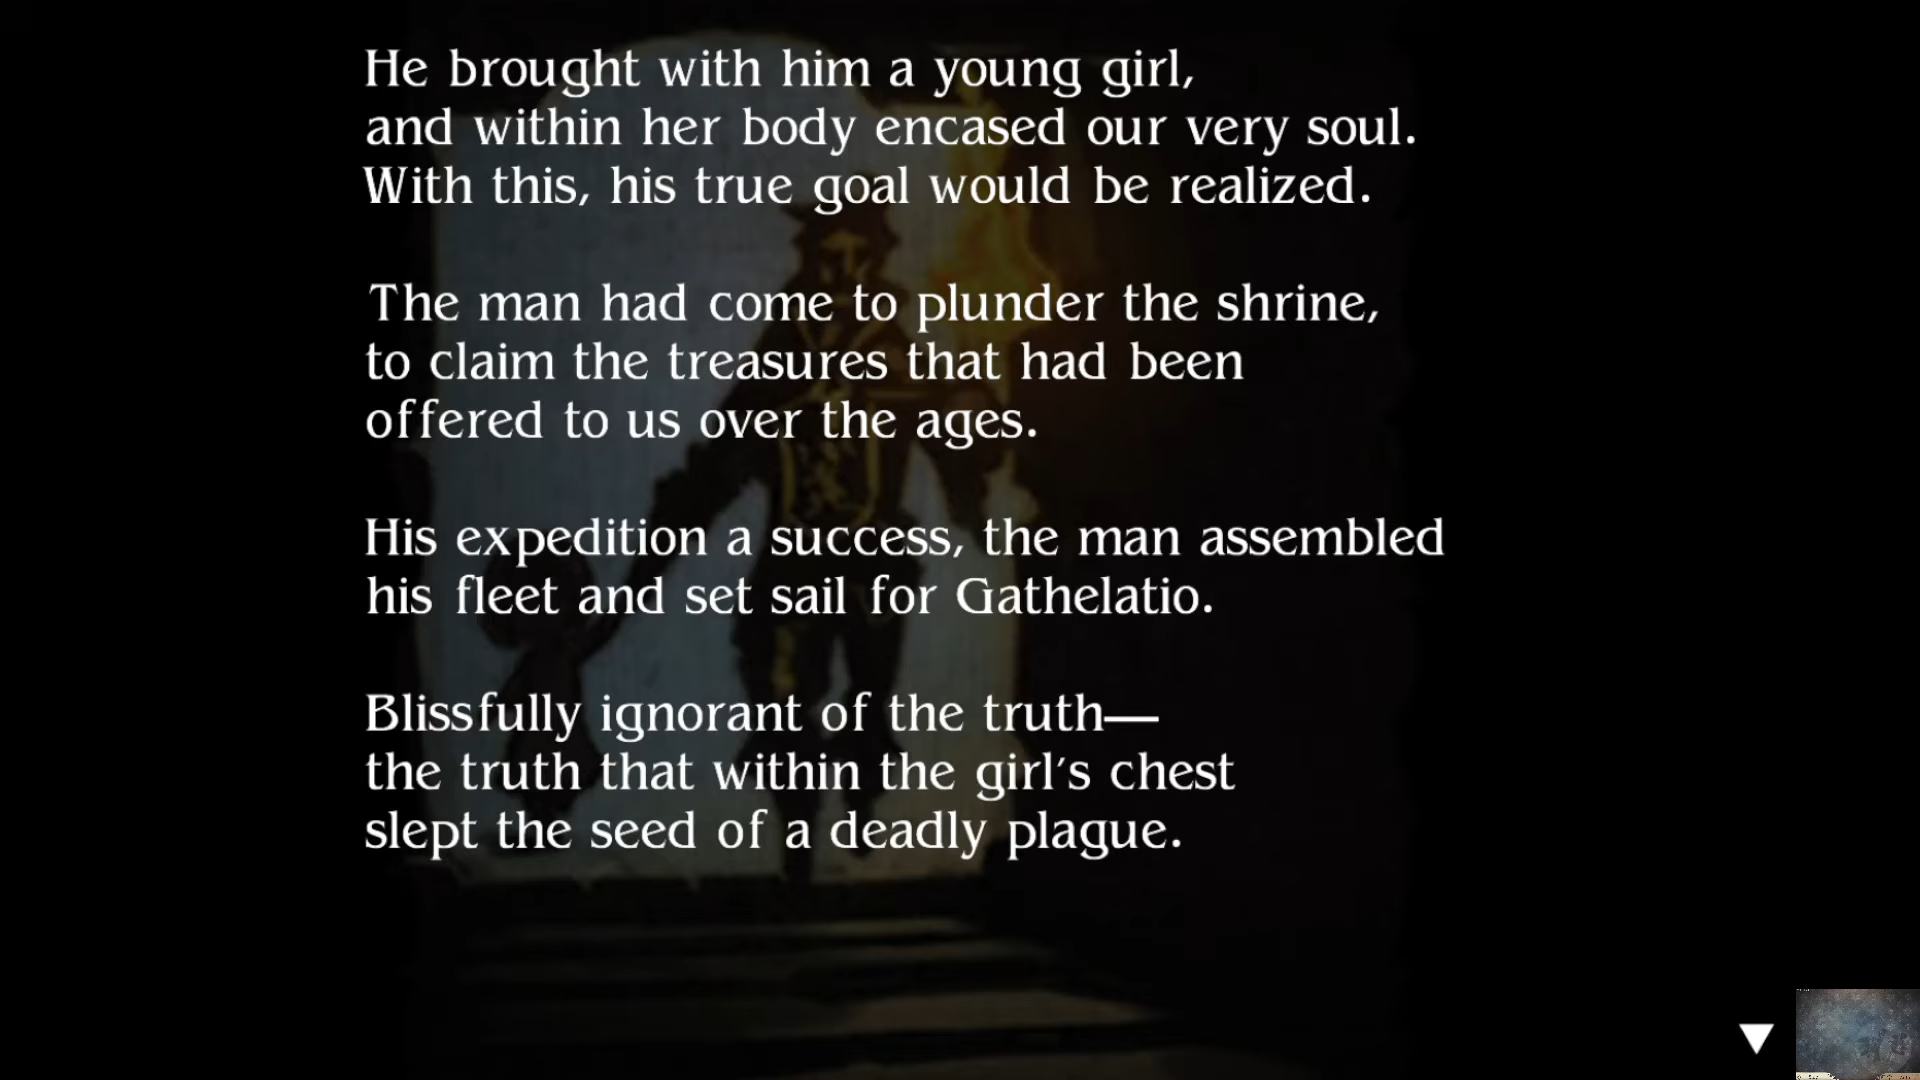 He brought with him a young girl,
and within her body encased our very soul.
With this, his true goal would be realized.
The man had come to plunder the shrine,
to claim the treasures that had been
offered to us over the ages.
His expedition a success, the man assembled
his fleet and set sail for Gathelatio.
Blissfully ignorant of the truth—
the truth that within the girl's chest
slept the seed of a deadly plague.